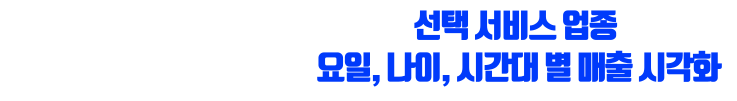 선택 서비스 업종
요일, 나이, 시간대 별 매출 시각화